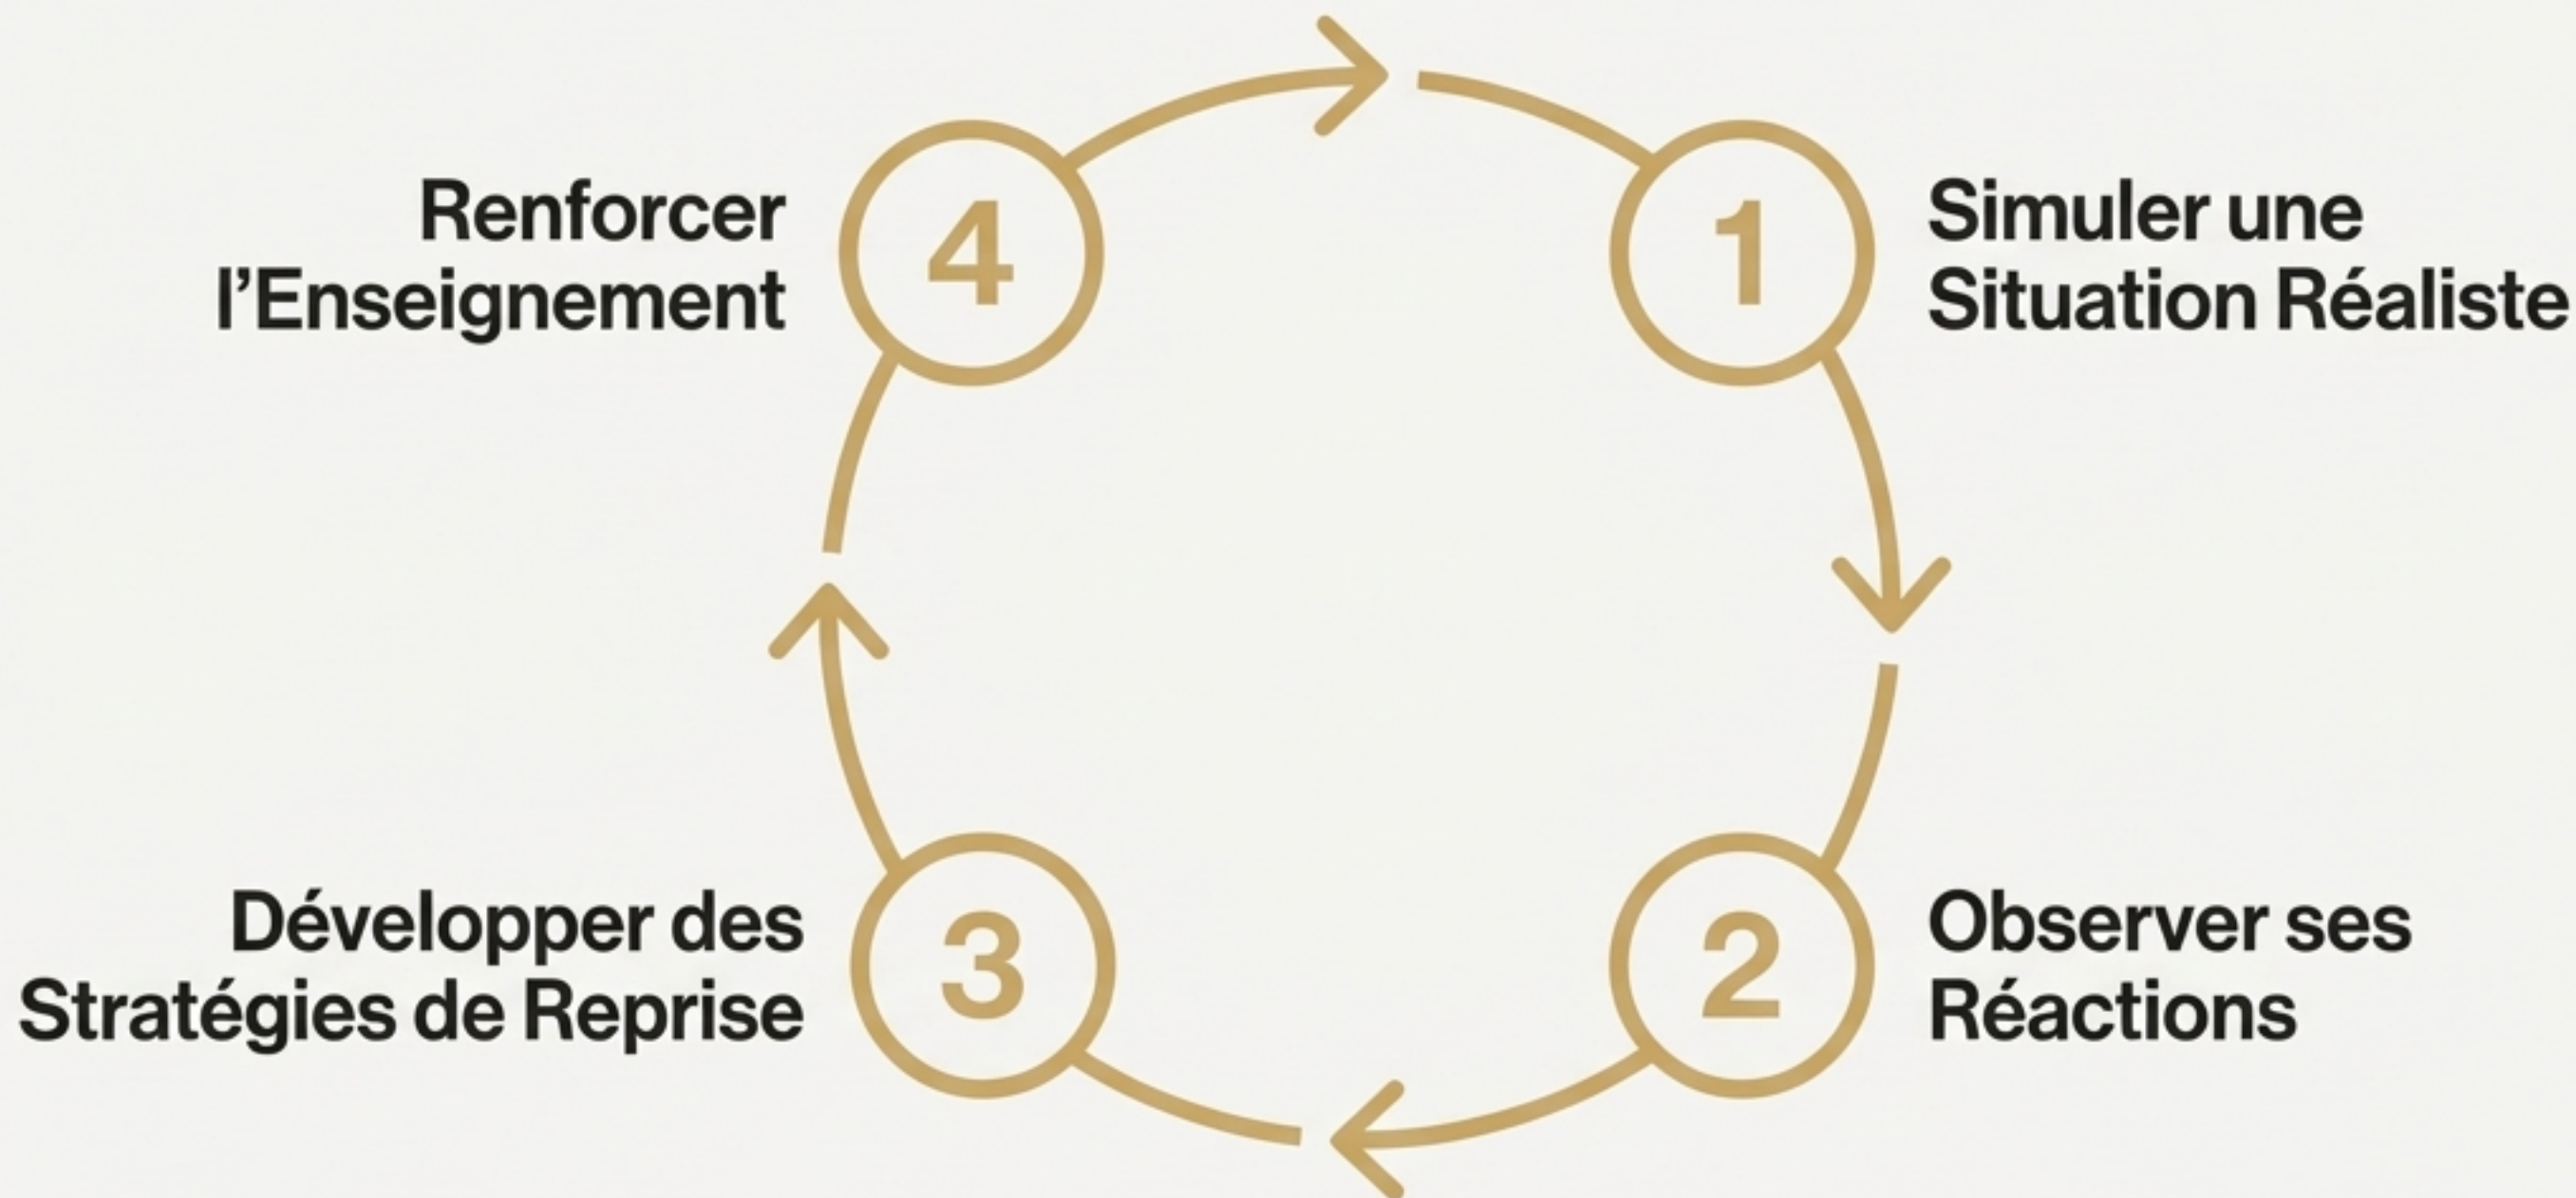 1
Simuler une
Situation Réaliste
2
Observer ses
Réactions
3
Développer des
Stratégies de Reprise
4
Renforcer
l’Enseignement